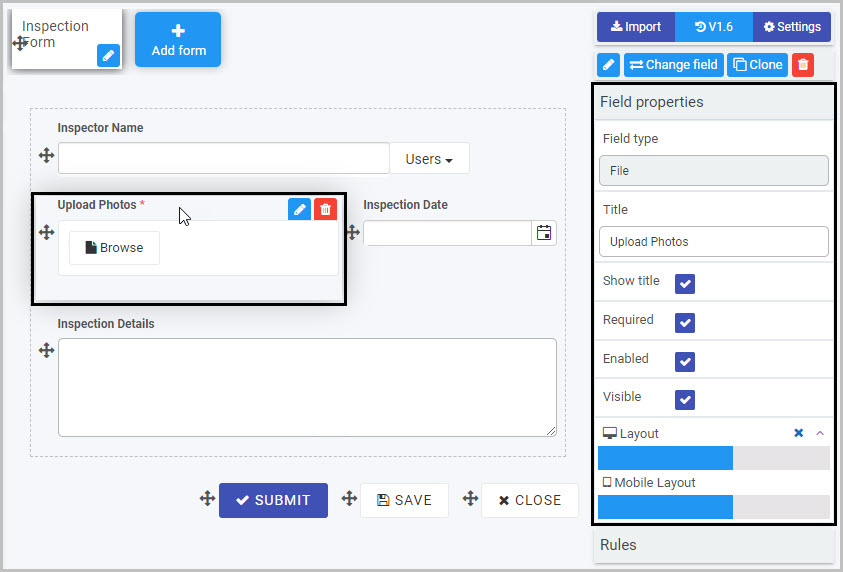 Inspection
Form
Add form
Import
V1.6
Settings
Change field
Clone
Field properties
Field type
File
Title
Upload Photos
Show title
Required
Enabled
Visible
Layout
Mobile Layout
Rules
Inspector Name
Users
Upload Photos *
Browse
Inspection Date
Inspection Details
SUBMIT
SAVE
CLOSE